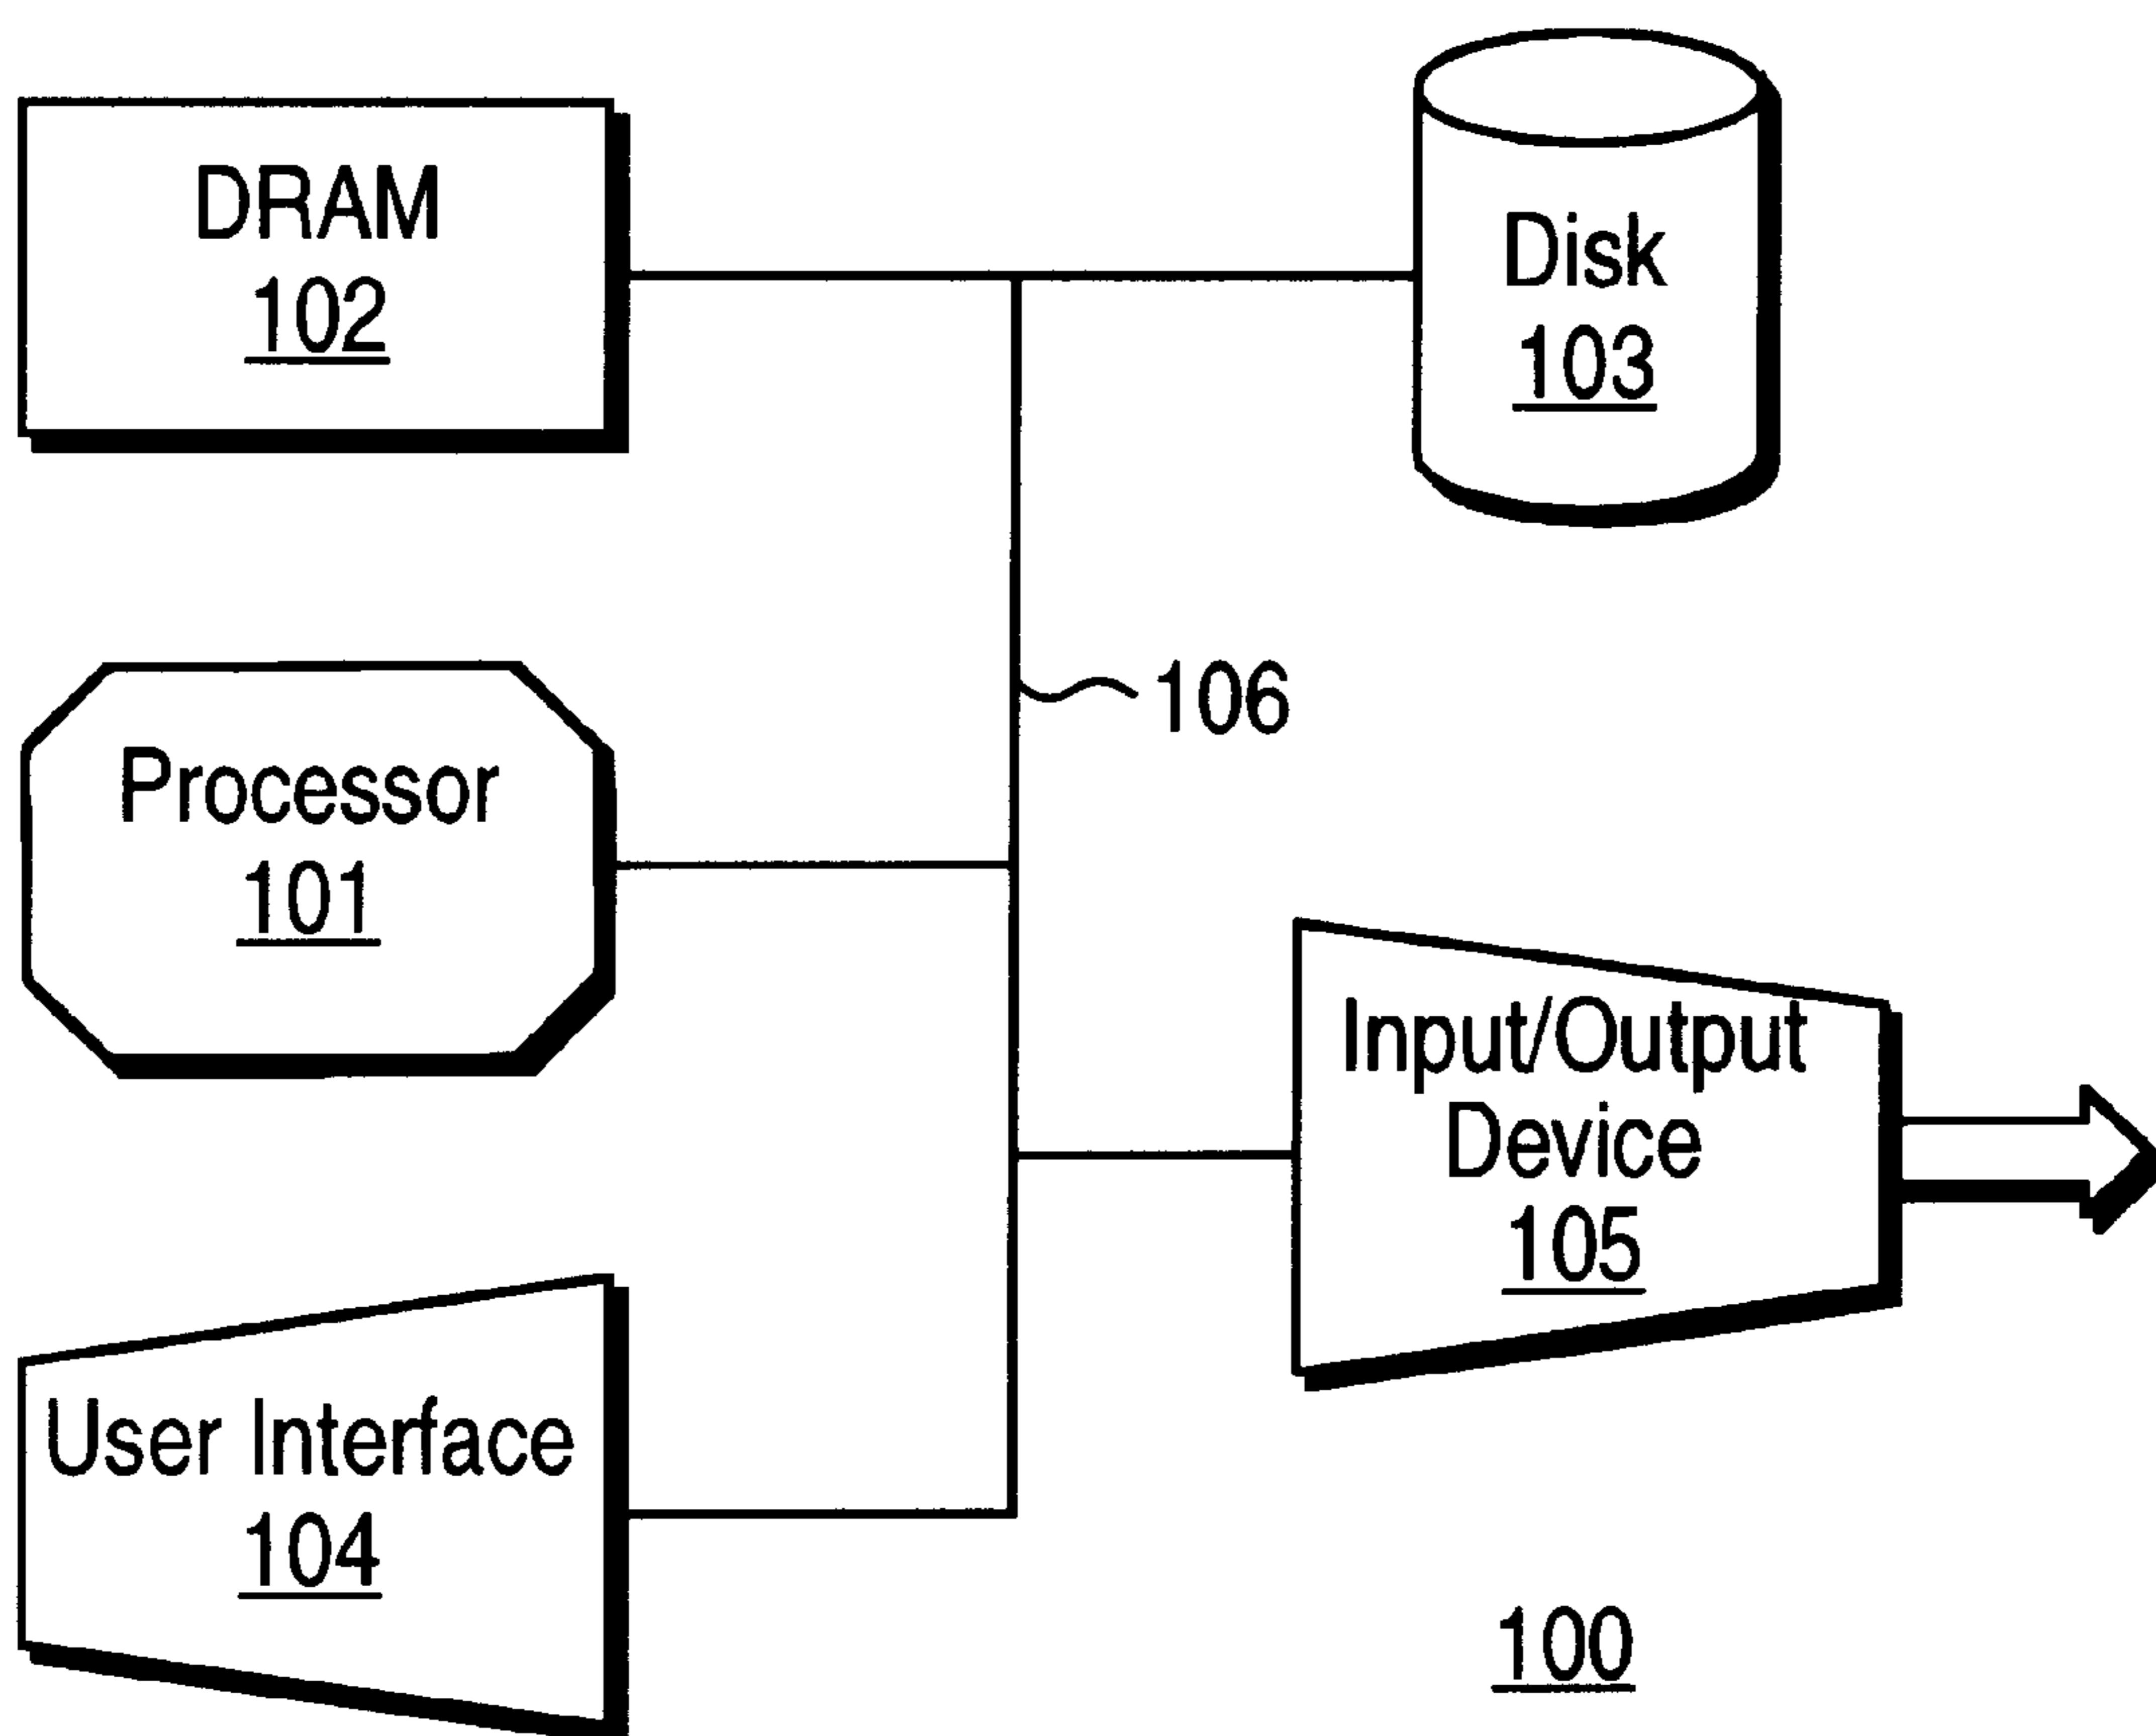 DRAM
102
Disk
103
106
Processor
101
Input/Output
Device
105
User Interface
104
100